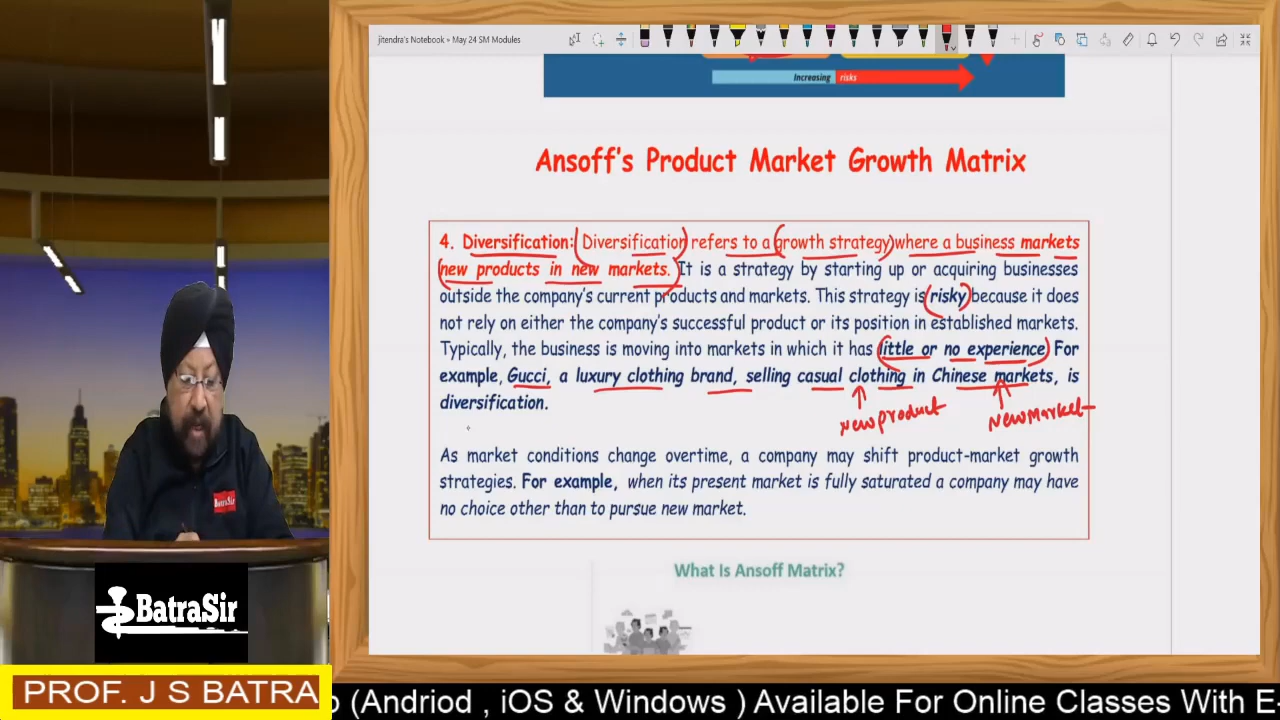 jitendra's Notebook » May 24 SM Modules
Increasing risks
Ansoff's Product Market Growth Matrix
4. Diversification: Diversification refers to a growth strategy where a business markets
new products in new markets. It is a strategy by starting up or acquiring businesses
outside the company's current products and markets. This strategy is risky because it does
not rely on either the company's successful product or its position in established markets.
Typically, the business is moving into markets in which it has little or no experience For
example, Gucci, a luxury clothing brand, selling casual clothing in Chinese markets, is
diversification.
New product
New Market
As market conditions change overtime, a company may shift product-market growth
strategies. For example, when its present market is fully saturated a company may have
no choice other than to pursue new market.
What Is Ansoff Matrix?
BatraSir
BatraSir
PROF. J S BATRA
(Andriod , iOS & Windows ) Available For Online Classes With